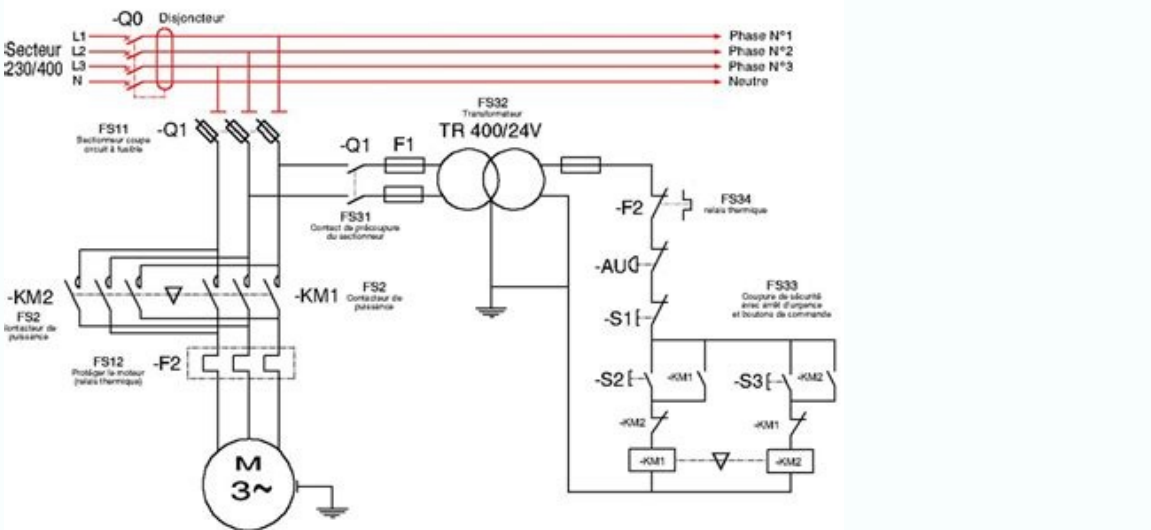 -Q0 Disjoncteur
L1
L2
L3
N
Secteur
230/400
Phase N°1
Phase N°2
Phase N°3
Neutre
FS11
Sectionneur coupe
circuit à fusible
-Q1
-Q1
F1
FS31
Contact de précoupure
du sectionneur
FS32
Transformateur
TR 400/24V
-F2
FS34
relais thermique
-AU
-S1
FS33
Coupure de sécurité
avec arrêt d'urgence
et boutons de commande
-KM2
FS2
Contacteur de
puissance
-KM1
FS2
Contacteur de
puissance
FS12
Protéger le moteur
(relais thermique)
-F2
-S2
-KM1
-S3
-KM2
-KM2
-KM1
-KM1
-KM2
M
3~